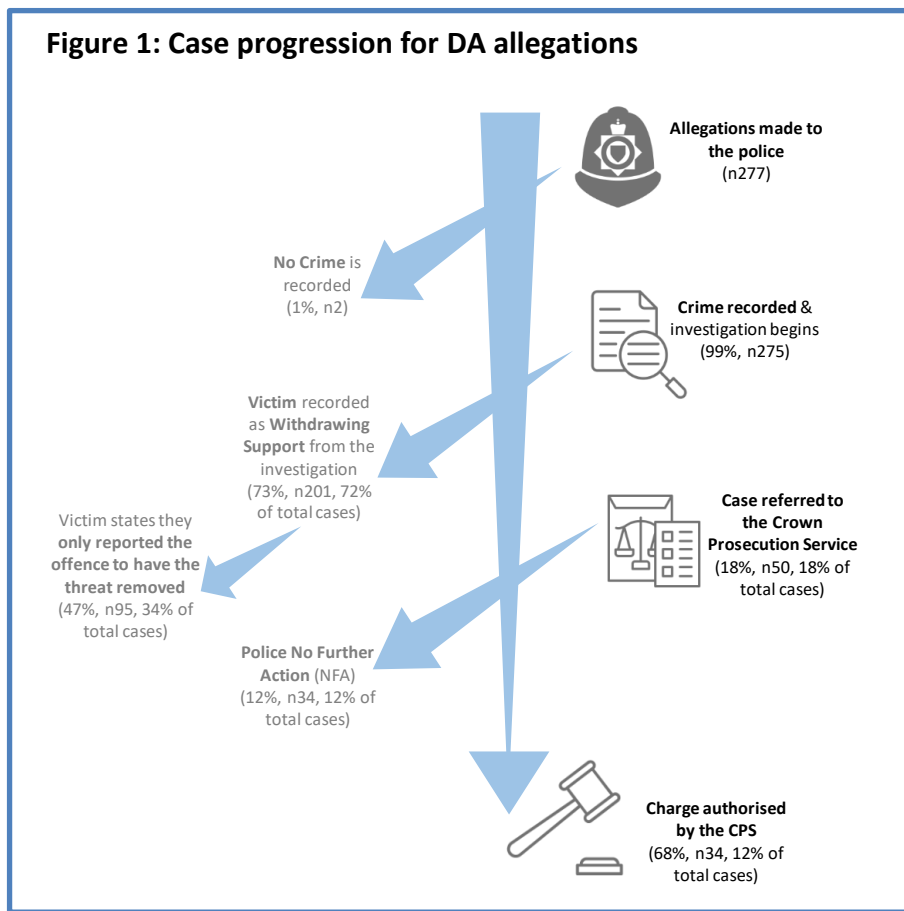 Figure 1: Case progression for DA allegations
Allegations made to
the police
(n277)
No Crime is
recorded
(1%, n2)
Crime recorded &
investigation begins
(99%, n275)
Victim recorded
as Withdrawing
Support from the
investigation
(73%, n201, 72%
of total cases)
Victim states they
only reported the
offence to have the
threat removed
(47%, n95, 34% of
total cases)
Case referred to
the Crown
Prosecution Service
(18%, n50, 18% of
total cases)
Police No Further
Action (NFA)
(12%, n34, 12% of
total cases)
Charge authorised
by the CPS
(68%, n34, 12% of
total cases)